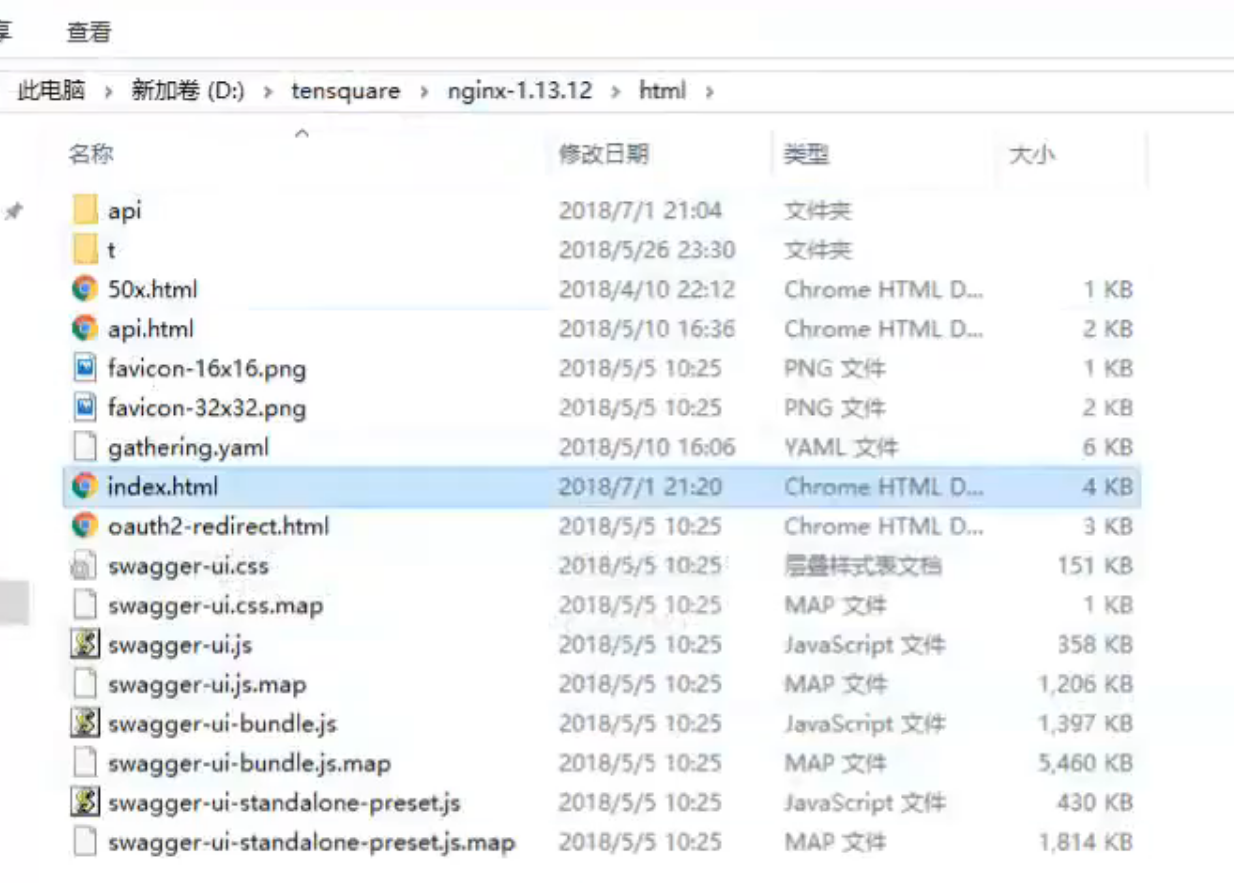 享 查看
此电脑 › 新加卷 (D:) › tensquare › nginx-1.13.12 › html ›
名称 修改日期 类型 大小
api 2018/7/1 21:04 文件夹
t 2018/5/26 23:30 文件夹
50x.html 2018/4/10 22:12 Chrome HTML D... 1 KB
api.html 2018/5/10 16:36 Chrome HTML D... 2 KB
favicon-16x16.png 2018/5/5 10:25 PNG 文件 1 KB
favicon-32x32.png 2018/5/5 10:25 PNG 文件 2 KB
gathering.yaml 2018/5/10 16:06 YAML 文件 6 KB
index.html 2018/7/1 21:20 Chrome HTML D... 4 KB
oauth2-redirect.html 2018/5/5 10:25 Chrome HTML D... 3 KB
swagger-ui.css 2018/5/5 10:25 层叠样式表文档 151 KB
swagger-ui.css.map 2018/5/5 10:25 MAP 文件 1 KB
swagger-ui.js 2018/5/5 10:25 JavaScript 文件 358 KB
swagger-ui.js.map 2018/5/5 10:25 MAP 文件 1,206 KB
swagger-ui-bundle.js 2018/5/5 10:25 JavaScript 文件 1,397 KB
swagger-ui-bundle.js.map 2018/5/5 10:25 MAP 文件 5,460 KB
swagger-ui-standalone-preset.js 2018/5/5 10:25 JavaScript 文件 430 KB
swagger-ui-standalone-preset.js.map 2018/5/5 10:25 MAP 文件 1,814 KB